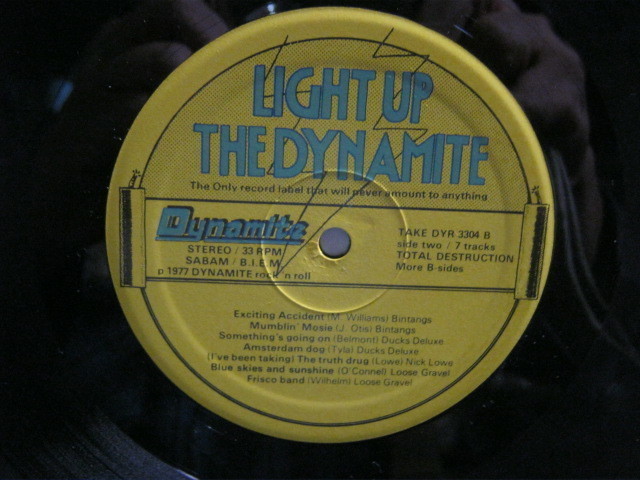 LIGHT UP
THE DYNAMITE
The Only record label that will never amount to anything
Dynamite
STEREO / 33 RPM
SABAM / B.I.E.M.
p 1977 DYNAMITE rock 'n roll
TAKE DYR 3304 B
side two / 7 tracks
TOTAL DESTRUCTION
More B-sides
Exciting Accident (M. Williams) Bintangs
Mumblin' Mosie (J. Otis) Bintangs
Something's going on (Belmont) Ducks Deluxe
Amsterdam dog (Tyla) Ducks Deluxe
(I've been taking) The truth drug (Lowe) Nick Lowe
Blue skies and sunshine (O'Connel) Loose Gravel
Frisco band (Wilhelm) Loose Gravel